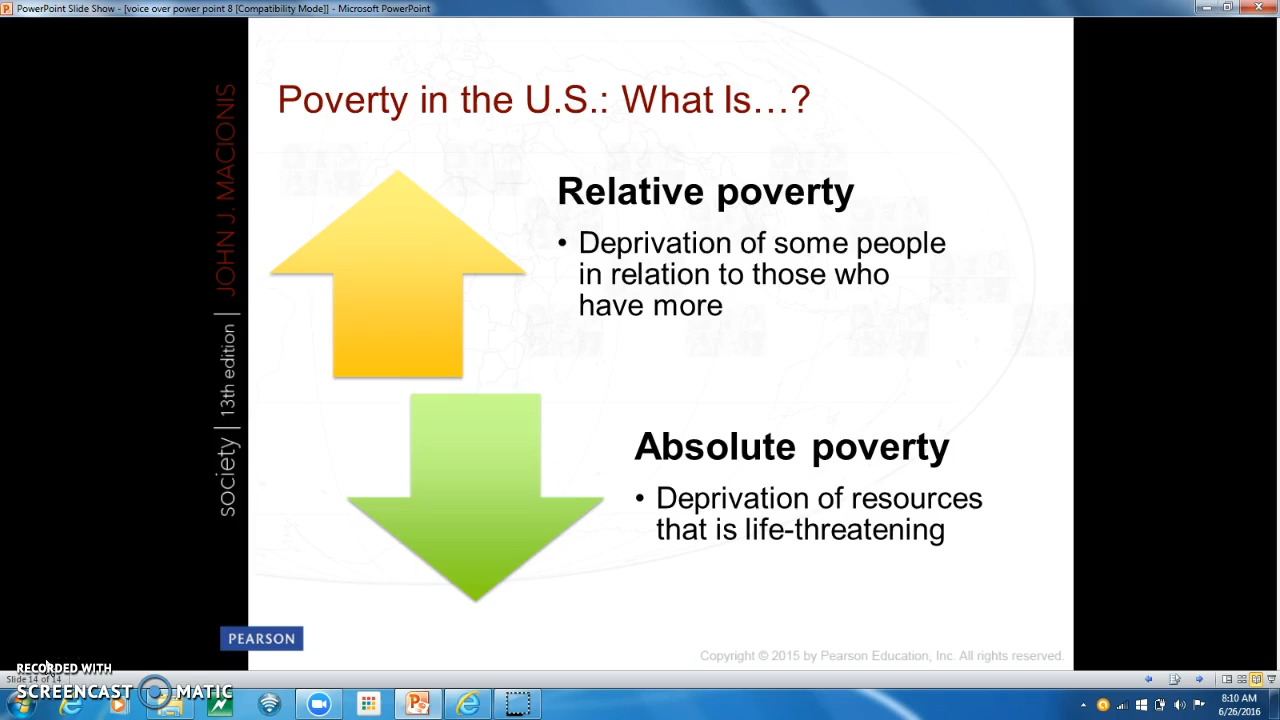 PowerPoint Slide Show - [voice over power point 8 [Compatibility Mode]] - Microsoft PowerPoint
Poverty in the U.S.: What Is…?
Relative poverty
• Deprivation of some people
in relation to those who
have more
Absolute poverty
• Deprivation of resources
that is life-threatening
society | 13th edition | JOHN J. MACIONIS
PEARSON
Copyright © 2015 by Pearson Education, Inc. All rights reserved.
RECORDED WITH
SCREENCAST MATIC
Slide 14 of 14
8:10 AM
6/26/2016